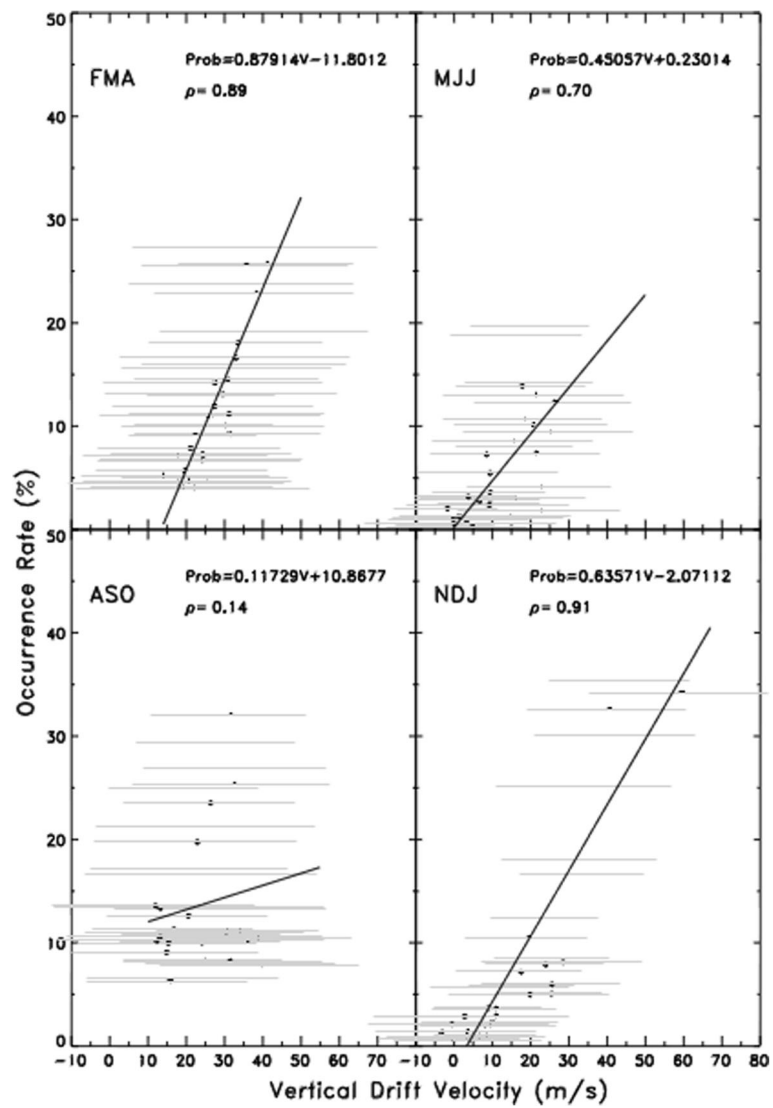 50
40
30
20
10
0
FMA
Prob=0.87914V−11.8012
ρ= 0.89
MJJ
Prob=0.45057V+0.23014
ρ= 0.70
50
40
30
20
10
0
ASO
Prob=0.11729V+10.8677
ρ= 0.14
NDJ
Prob=0.63571V−2.07112
ρ= 0.91
Occurrence Rate (%)
−10 0 10 20 30 40 50 60 70
−10 0 10 20 30 40 50 60 70 80
Vertical Drift Velocity (m/s)